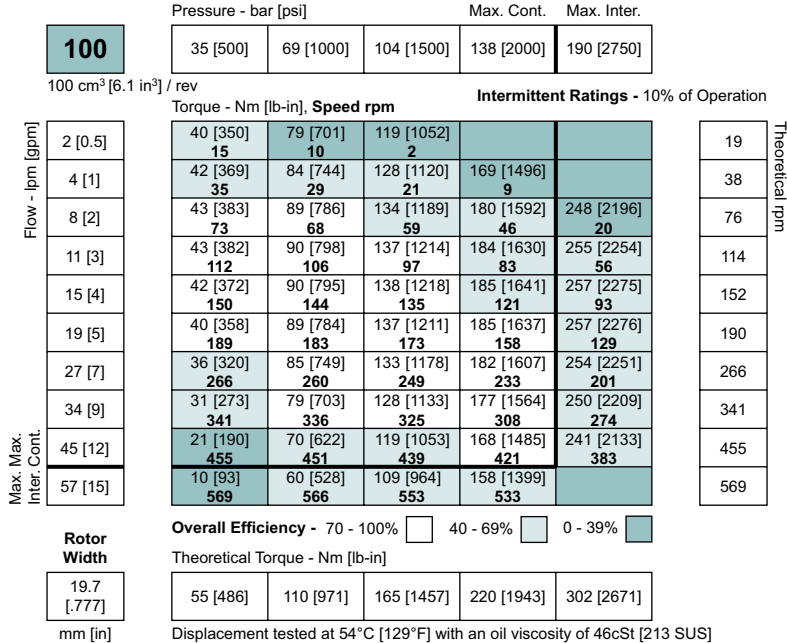 Pressure - bar [psi] Max. Cont. Max. Inter.
100 35 [500] 69 [1000] 104 [1500] 138 [2000] 190 [2750]
100 cm³ [6.1 in³] / rev
Intermittent Ratings - 10% of Operation
Torque - Nm [lb-in], Speed rpm
Flow - lpm [gpm]
Theoretical rpm
2 [0.5] 40 [350] 79 [701] 119 [1052] 19
15 10 2
4 [1] 42 [369] 84 [744] 128 [1120] 169 [1496] 38
35 29 21 9
8 [2] 43 [383] 89 [786] 134 [1189] 180 [1592] 248 [2196] 76
73 68 59 46 20
11 [3] 43 [382] 90 [798] 137 [1214] 184 [1630] 255 [2254] 114
112 106 97 83 56
15 [4] 42 [372] 90 [795] 138 [1218] 185 [1641] 257 [2275] 152
150 144 135 121 93
19 [5] 40 [358] 89 [784] 137 [1211] 185 [1637] 257 [2276] 190
189 183 173 158 129
27 [7] 36 [320] 85 [749] 133 [1178] 182 [1607] 254 [2251] 266
266 260 249 233 201
34 [9] 31 [273] 79 [703] 128 [1133] 177 [1564] 250 [2209] 341
341 336 325 308 274
Max. Cont.
45 [12] 21 [190] 70 [622] 119 [1053] 168 [1485] 241 [2133] 455
455 451 439 421 383
Max. Inter.
57 [15] 10 [93] 60 [528] 109 [964] 158 [1399] 569
569 566 553 533
Overall Efficiency - 70 - 100% 40 - 69% 0 - 39%
Rotor
Width
Theoretical Torque - Nm [lb-in]
19.7
[.777]
55 [486] 110 [971] 165 [1457] 220 [1943] 302 [2671]
mm [in] Displacement tested at 54°C [129°F] with an oil viscosity of 46cSt [213 SUS]